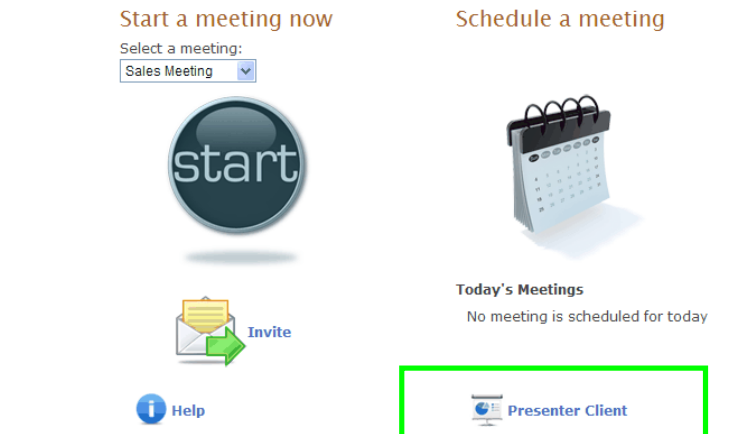 Start a meeting now
Select a meeting:
Sales Meeting
start
Invite
Help
Schedule a meeting
Today's Meetings
No meeting is scheduled for today
Presenter Client